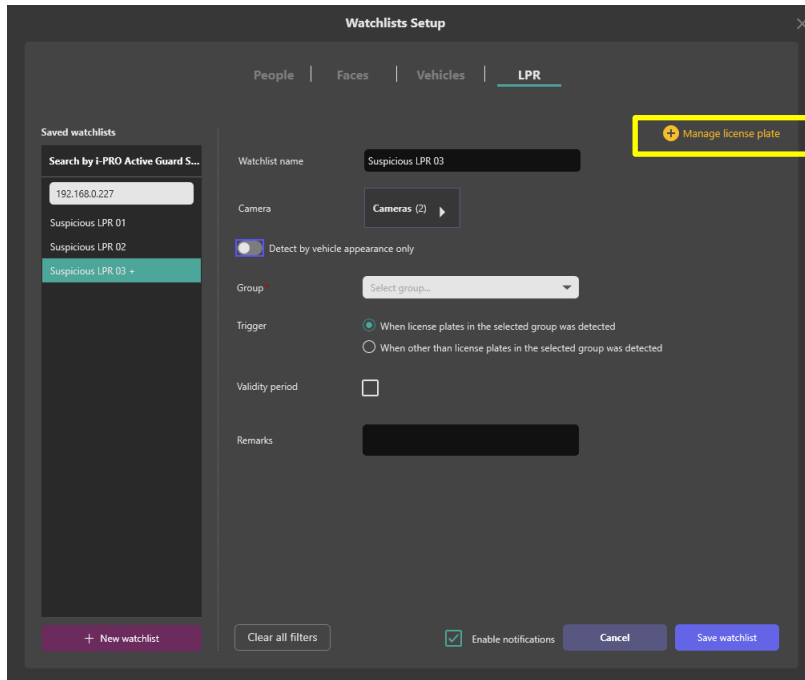 Watchlists Setup
People
Faces
Vehicles
LPR
Manage license plate
Saved watchlists
Search by i-PRO Active Guard S...
192.168.0.227
Suspicious LPR 01
Suspicious LPR 02
Suspicious LPR 03 +
Watchlist name
Suspicious LPR 03
Camera
Cameras (2)
Detect by vehicle appearance only
Group*
Select group...
Trigger
When license plates in the selected group was detected
When other than license plates in the selected group was detected
Validity period
Remarks
+ New watchlist
Clear all filters
Enable notifications
Cancel
Save watchlist